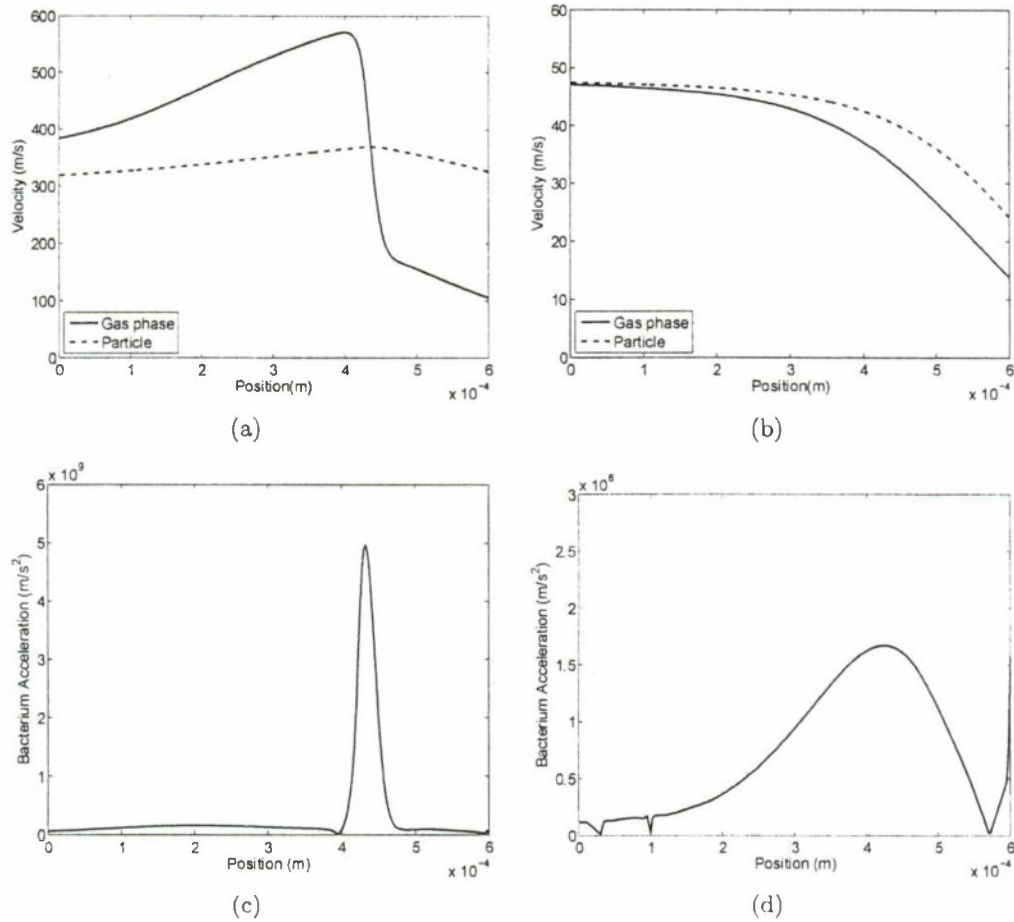 600
500
400
300
200
100
0
Velocity (m/s)
Gas phase
Particle
0 1 2 3 4 5 6
Position(m)
x 10⁻⁴
(a)
60
50
40
30
20
10
0
Velocity (m/s)
Gas phase
Particle
0 1 2 3 4 5 6
Position(m)
x 10⁻⁴
(b)
x 10⁹
6
5
4
3
2
1
0
Bacterium Acceleration (m/s²)
0 1 2 3 4 5 6
Position (m)
x 10⁻⁴
(c)
x 10⁶
3
2.5
2
1.5
1
0.5
0
Bacterium Acceleration (m/s²)
0 1 2 3 4 5 6
Position (m)
x 10⁻⁴
(d)